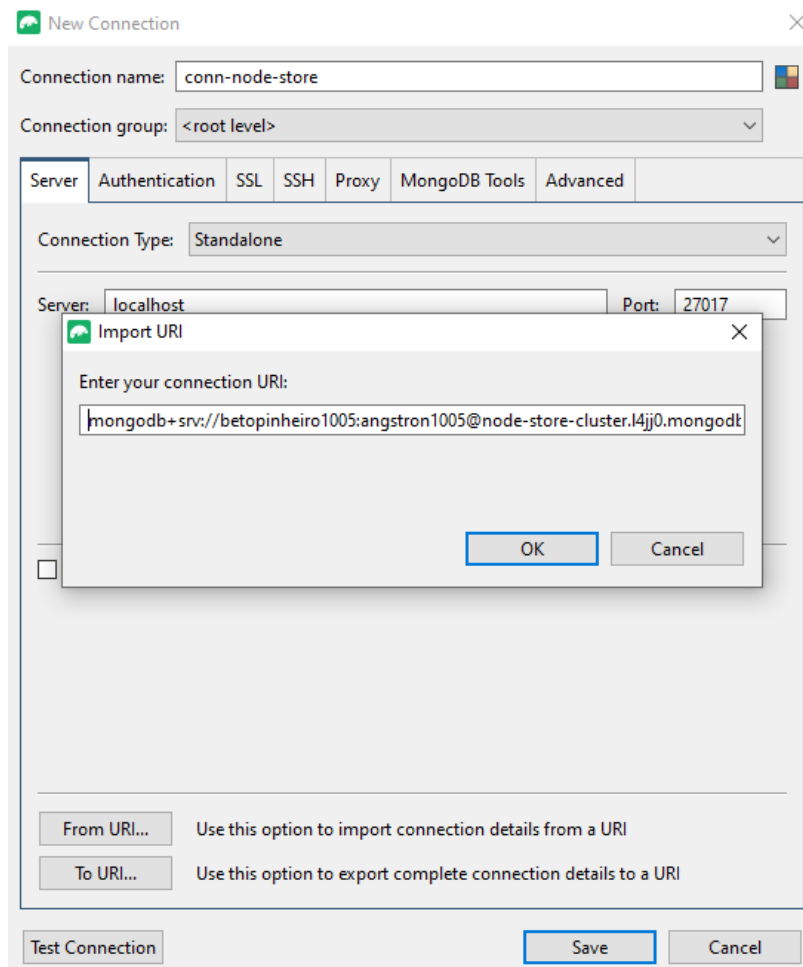 New Connection
Connection name: conn-node-store
Connection group: <root level>
Server Authentication SSL SSH Proxy MongoDB Tools Advanced
Connection Type: Standalone
Server: localhost Port: 27017
Import URI
Enter your connection URI:
mongodb+srv://betopinheiro1005:angstron1005@node-store-cluster.l4jj0.mongodb
OK Cancel
From URI... Use this option to import connection details from a URI
To URI... Use this option to export complete connection details to a URI
Test Connection Save Cancel